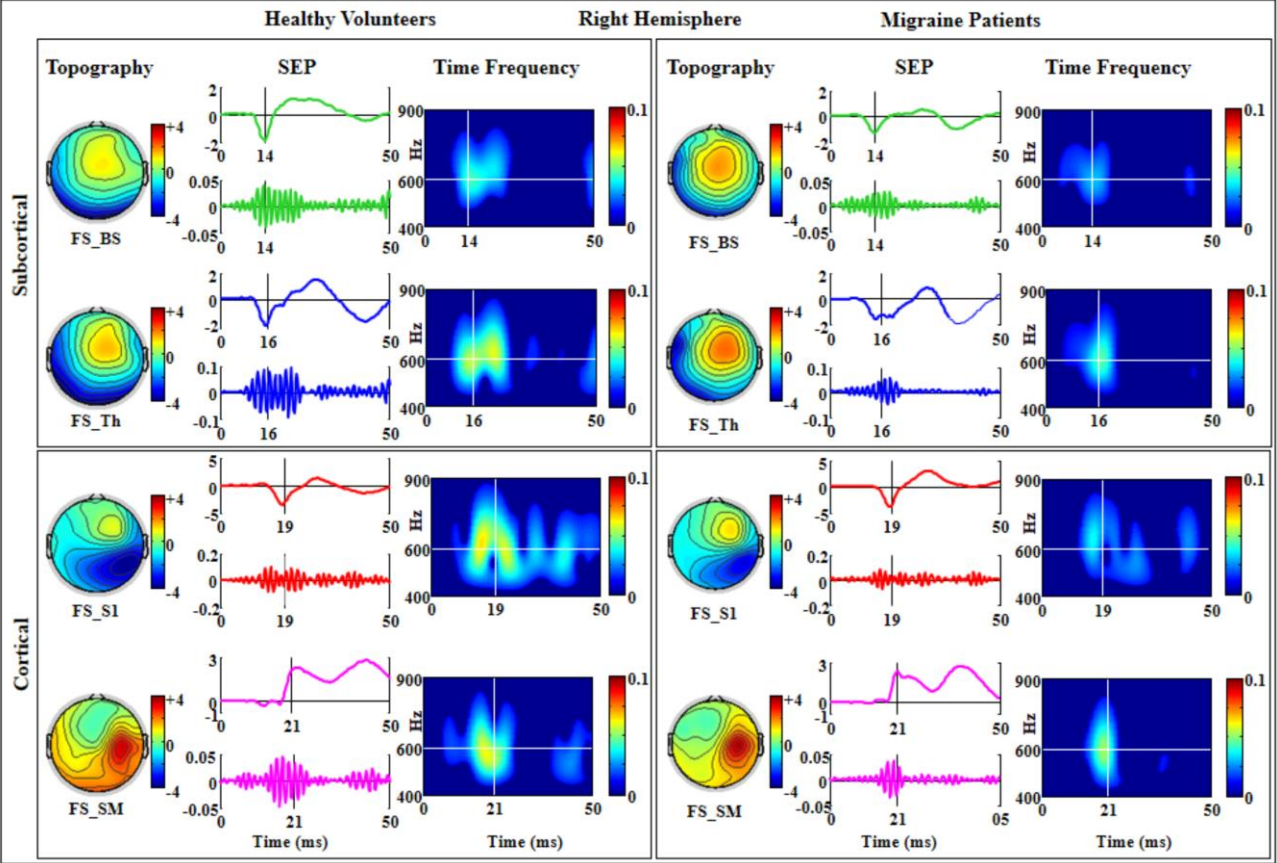 Healthy Volunteers Right Hemisphere Migraine Patients
Topography SEP Time Frequency Topography SEP Time Frequency
Subcortical
+4 0 -4
FS_BS
2 0 -2 0 14 50
0.05 0 -0.05 0 14 50
900 Hz 600 400 0 14 50
0.1 0
+4 0 -4
FS_BS
2 0 -2 0 14 50
0.05 0 -0.05 0 14 50
900 Hz 600 400 0 14 50
0.1 0
+4 0 -4
FS_Th
2 0 -2 0 16 50
0.1 0 -0.1 0 16 50
900 Hz 600 400 0 16 50
0.1 0
+4 0 -4
FS_Th
2 0 -2 0 16 50
0.1 0 -0.1 0 16 50
900 Hz 600 400 0 16 50
0.1 0
Cortical
+4 0 -4
FS_S1
5 0 -5 0 19 50
0.2 0 -0.2 0 19 50
900 Hz 600 400 0 19 50
0.1 0
+4 0 -4
FS_S1
5 0 -5 0 19 50
0.2 0 -0.2 0 19 50
900 Hz 600 400 0 19 50
0.1 0
+4 0 -4
FS_SM
3 0 -1 0 21 50
0.05 0 -0.05 0 21 50
900 Hz 600 400 0 21 50
0.1 0
+4 0 -4
FS_SM
3 0 -1 0 21 50
0.05 0 -0.05 0 21 05
900 Hz 600 400 0 21 50
0.1 0
Time (ms) Time (ms) Time (ms) Time (ms)